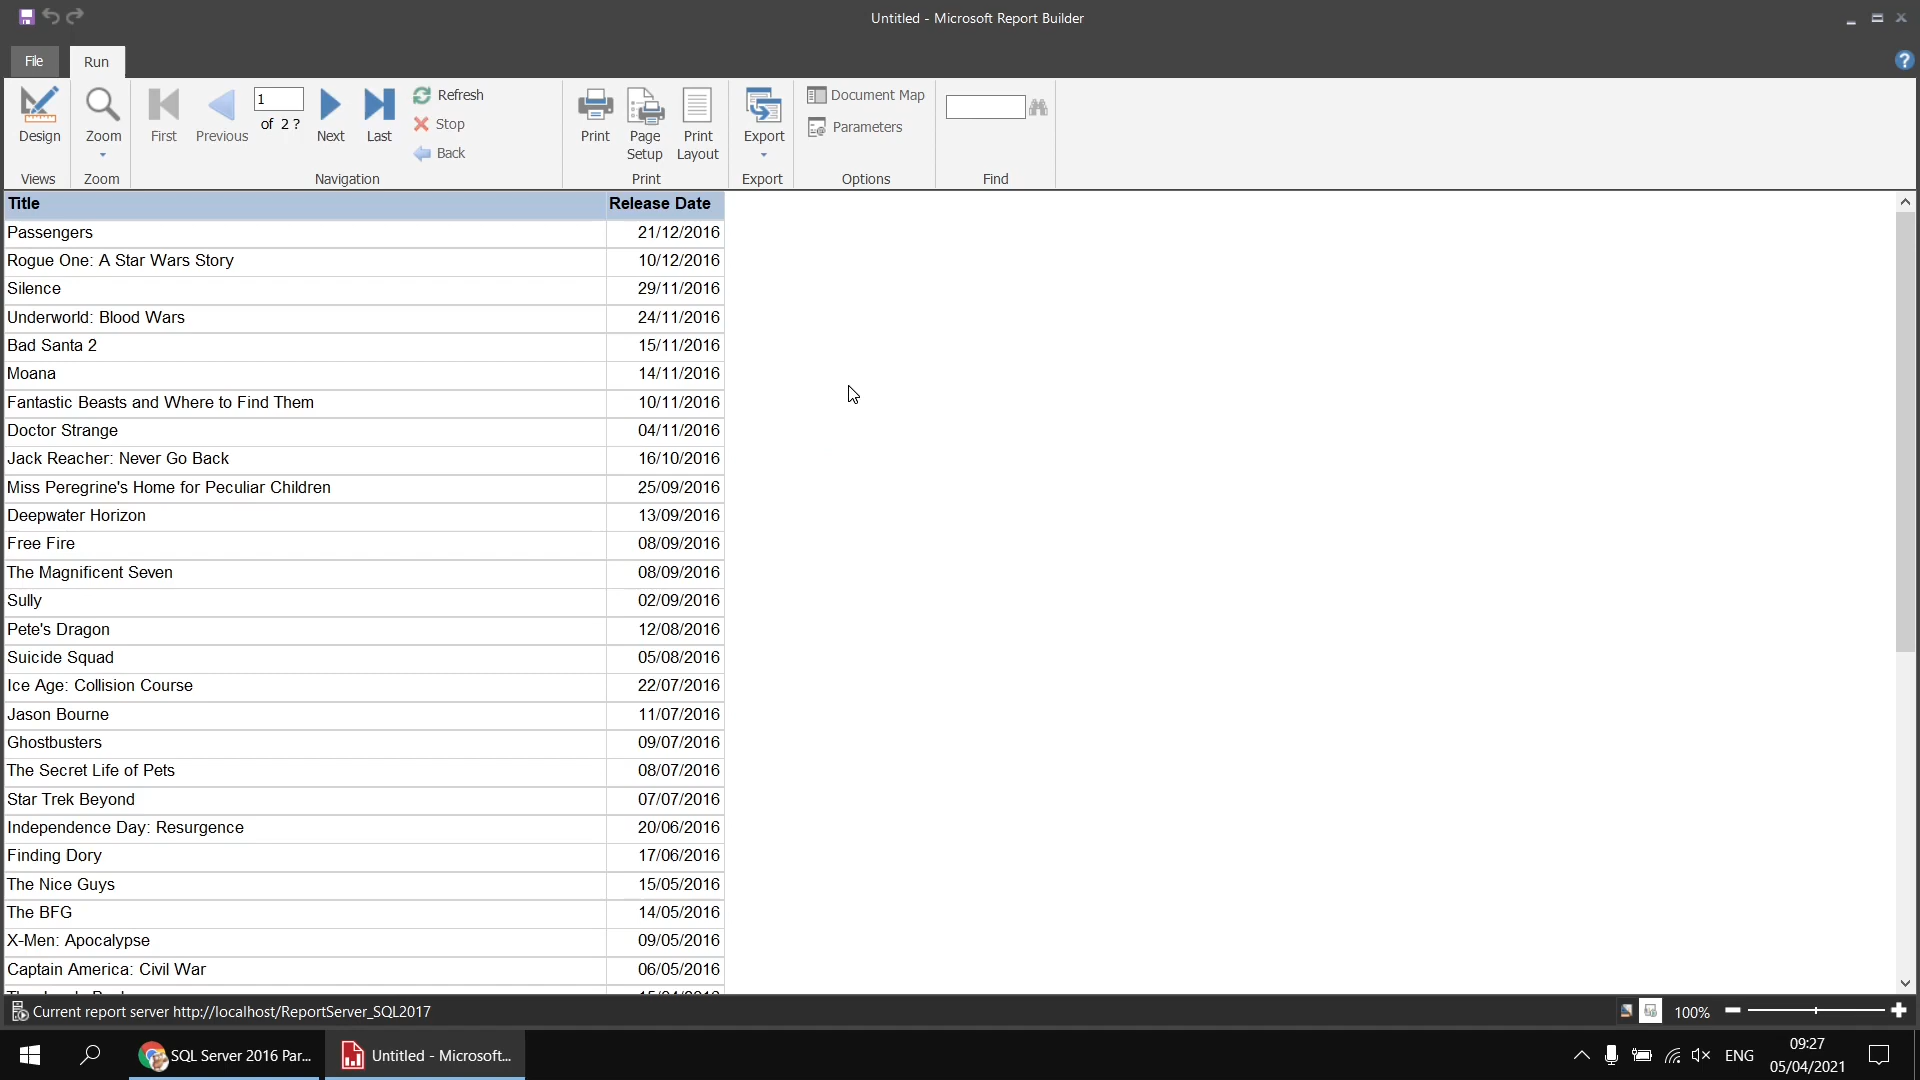 Untitled - Microsoft Report Builder
File
Run
?
Design
Zoom
First
Previous
1
of 2 ?
Next
Last
Refresh
Stop
Back
Print
Page
Setup
Print
Layout
Export
Document Map
Parameters
Views
Zoom
Navigation
Print
Export
Options
Find
Title Release Date
Passengers 21/12/2016
Rogue One: A Star Wars Story 10/12/2016
Silence 29/11/2016
Underworld: Blood Wars 24/11/2016
Bad Santa 2 15/11/2016
Moana 14/11/2016
Fantastic Beasts and Where to Find Them 10/11/2016
Doctor Strange 04/11/2016
Jack Reacher: Never Go Back 16/10/2016
Miss Peregrine's Home for Peculiar Children 25/09/2016
Deepwater Horizon 13/09/2016
Free Fire 08/09/2016
The Magnificent Seven 08/09/2016
Sully 02/09/2016
Pete's Dragon 12/08/2016
Suicide Squad 05/08/2016
Ice Age: Collision Course 22/07/2016
Jason Bourne 11/07/2016
Ghostbusters 09/07/2016
The Secret Life of Pets 08/07/2016
Star Trek Beyond 07/07/2016
Independence Day: Resurgence 20/06/2016
Finding Dory 17/06/2016
The Nice Guys 15/05/2016
The BFG 14/05/2016
X-Men: Apocalypse 09/05/2016
Captain America: Civil War 06/05/2016
Current report server http://localhost/ReportServer_SQL2017
100%
SQL Server 2016 Par...
Untitled - Microsoft...
ENG
09:27
05/04/2021